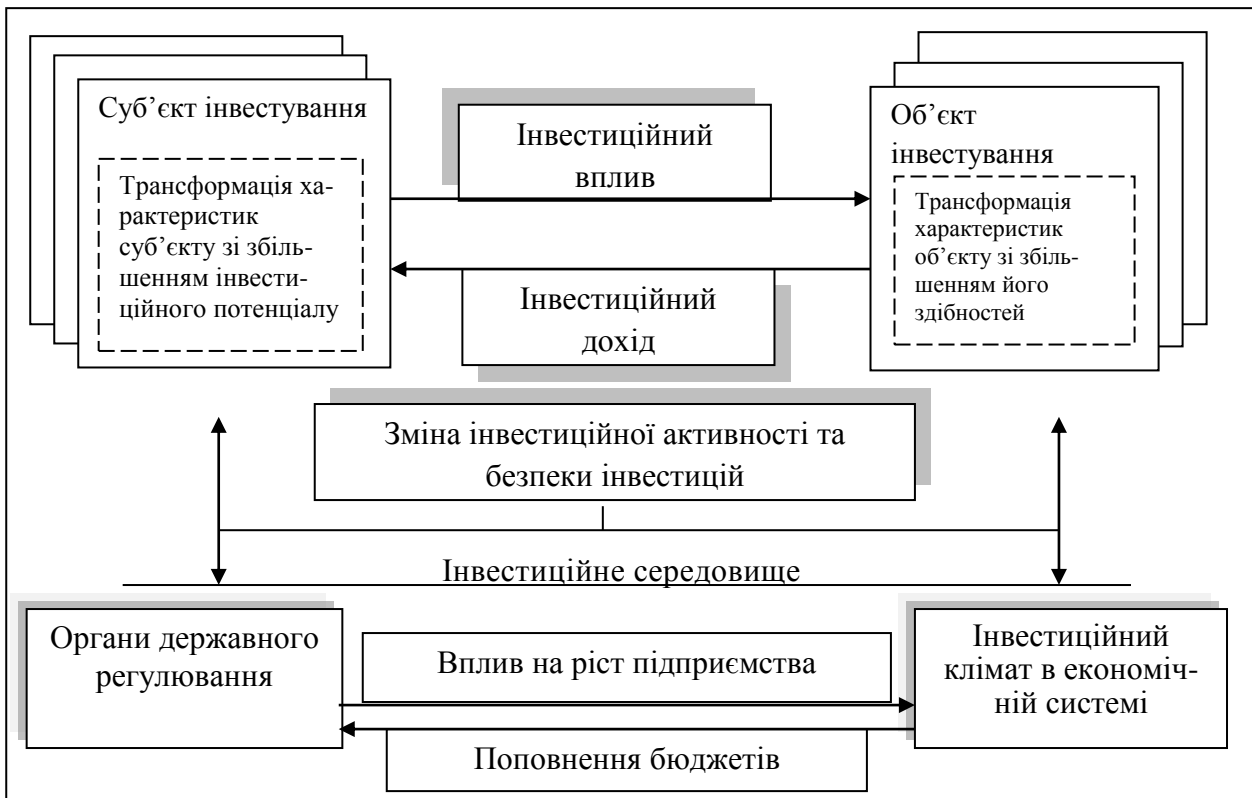 Суб’єкт інвестування
Трансформація ха-
рактеристик
суб’єкту зі збіль-
шенням інвести-
ційного потенціалу
Інвестиційний
вплив
Інвестиційний
дохід
Об’єкт
інвестування
Трансформація
характеристик
об’єкту зі збіль-
шенням його
здібностей
Зміна інвестиційної активності та
безпеки інвестицій
Інвестиційне середовище
Органи державного
регулювання
Вплив на ріст підприємства
Поповнення бюджетів
Інвестиційний
клімат в економіч-
ній системі